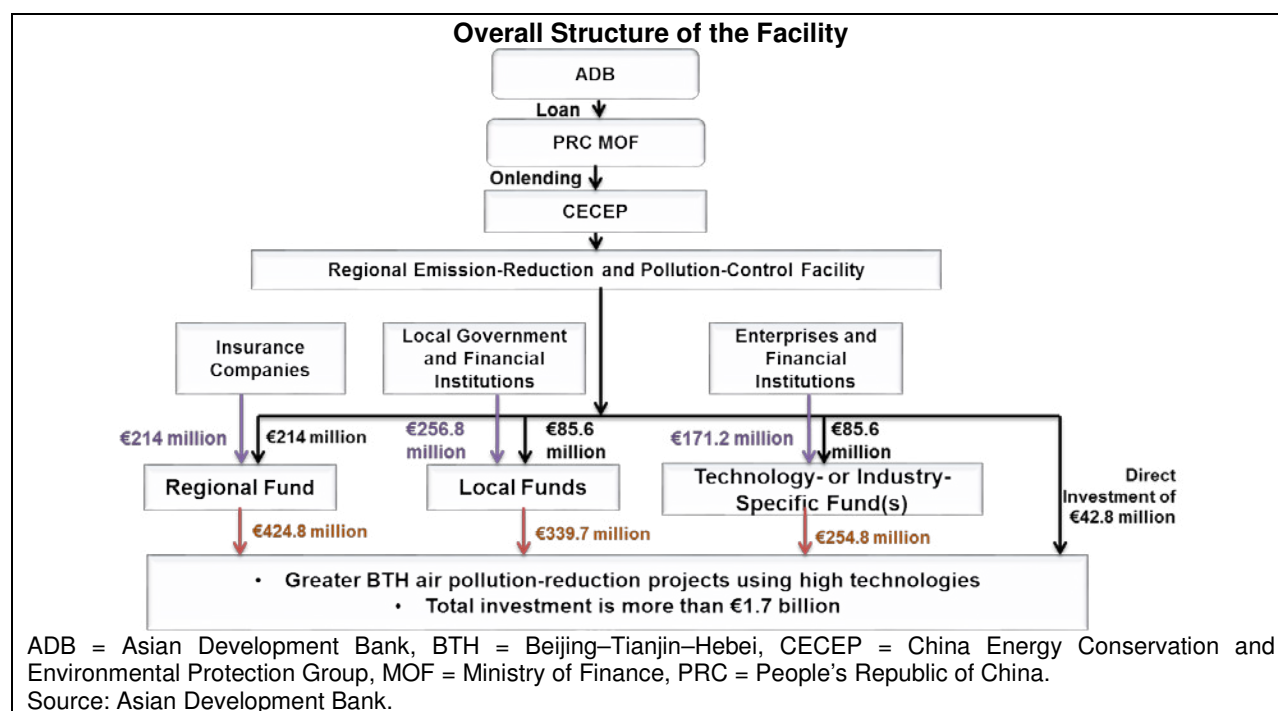 Overall Structure of the Facility
ADB
Loan
PRC MOF
Onlending
CECEP
Regional Emission-Reduction and Pollution-Control Facility
Insurance
Companies
Local Government
and Financial
Institutions
Enterprises and
Financial
Institutions
€214 million
€214 million
€256.8
million
€85.6
million
€171.2 million
€85.6
million
Regional Fund
Local Funds
Technology- or Industry-
Specific Fund(s)
Direct
Investment of
€42.8 million
€424.8 million
€339.7 million
€254.8 million
• Greater BTH air pollution-reduction projects using high technologies
• Total investment is more than €1.7 billion
ADB = Asian Development Bank, BTH = Beijing–Tianjin–Hebei, CECEP = China Energy Conservation and
Environmental Protection Group, MOF = Ministry of Finance, PRC = People's Republic of China.
Source: Asian Development Bank.